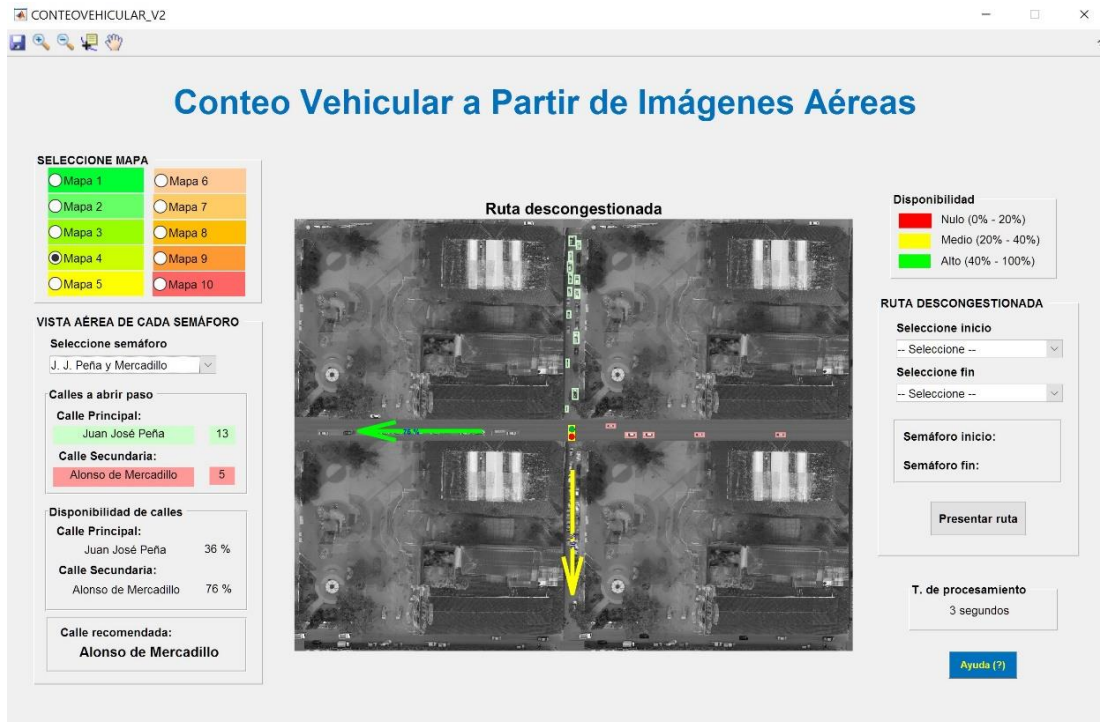 CONTEOVEHICULAR_V2
Conteo Vehicular a Partir de Imágenes Aéreas
SELECCIONE MAPA
Mapa 1
Mapa 6
Mapa 2
Mapa 7
Mapa 3
Mapa 8
Mapa 4
Mapa 9
Mapa 5
Mapa 10
VISTA AÉREA DE CADA SEMÁFORO
Seleccione semáforo
J. J. Peña y Mercadillo
Calles a abrir paso
Calle Principal:
Juan José Peña 13
Calle Secundaria:
Alonso de Mercadillo 5
Disponibilidad de calles
Calle Principal:
Juan José Peña 36 %
Calle Secundaria:
Alonso de Mercadillo 76 %
Calle recomendada:
Alonso de Mercadillo
Ruta descongestionada
Disponibilidad
Nulo (0% - 20%)
Medio (20% - 40%)
Alto (40% - 100%)
RUTA DESCONGESTIONADA
Seleccione inicio
-- Seleccione --
Seleccione fin
-- Seleccione --
Semáforo inicio:
Semáforo fin:
Presentar ruta
T. de procesamiento
3 segundos
Ayuda (?)